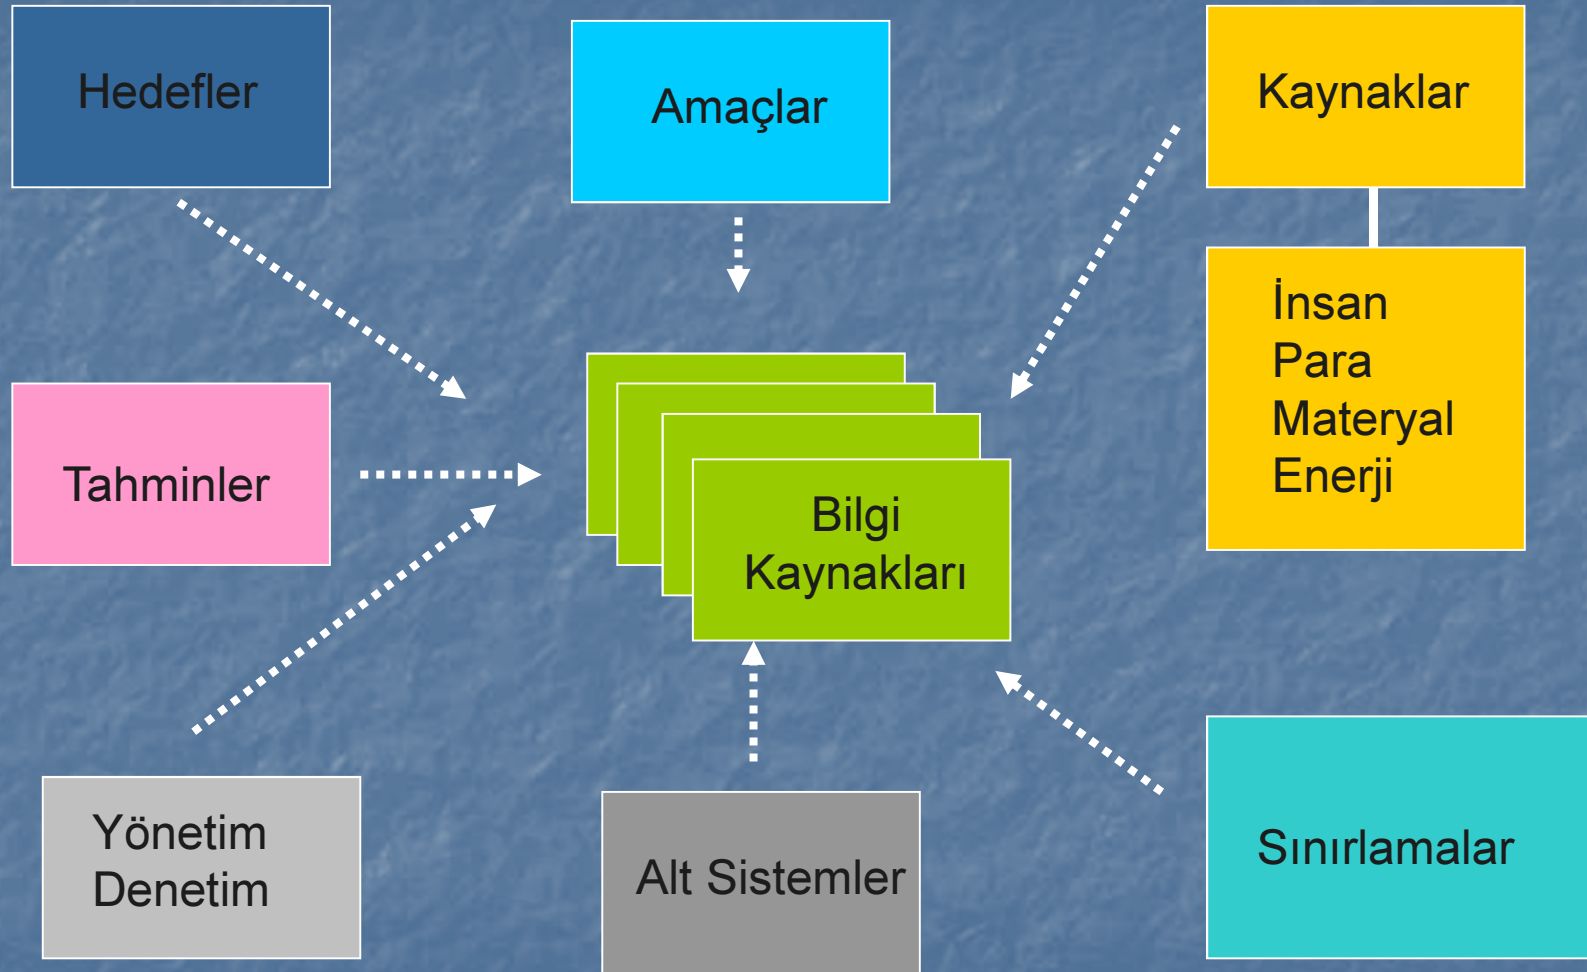 Hedefler
Amaçlar
Kaynaklar
İnsan
Para
Materyal
Enerji
Tahminler
Bilgi
Kaynakları
Yönetim
Denetim
Alt Sistemler
Sınırlamalar